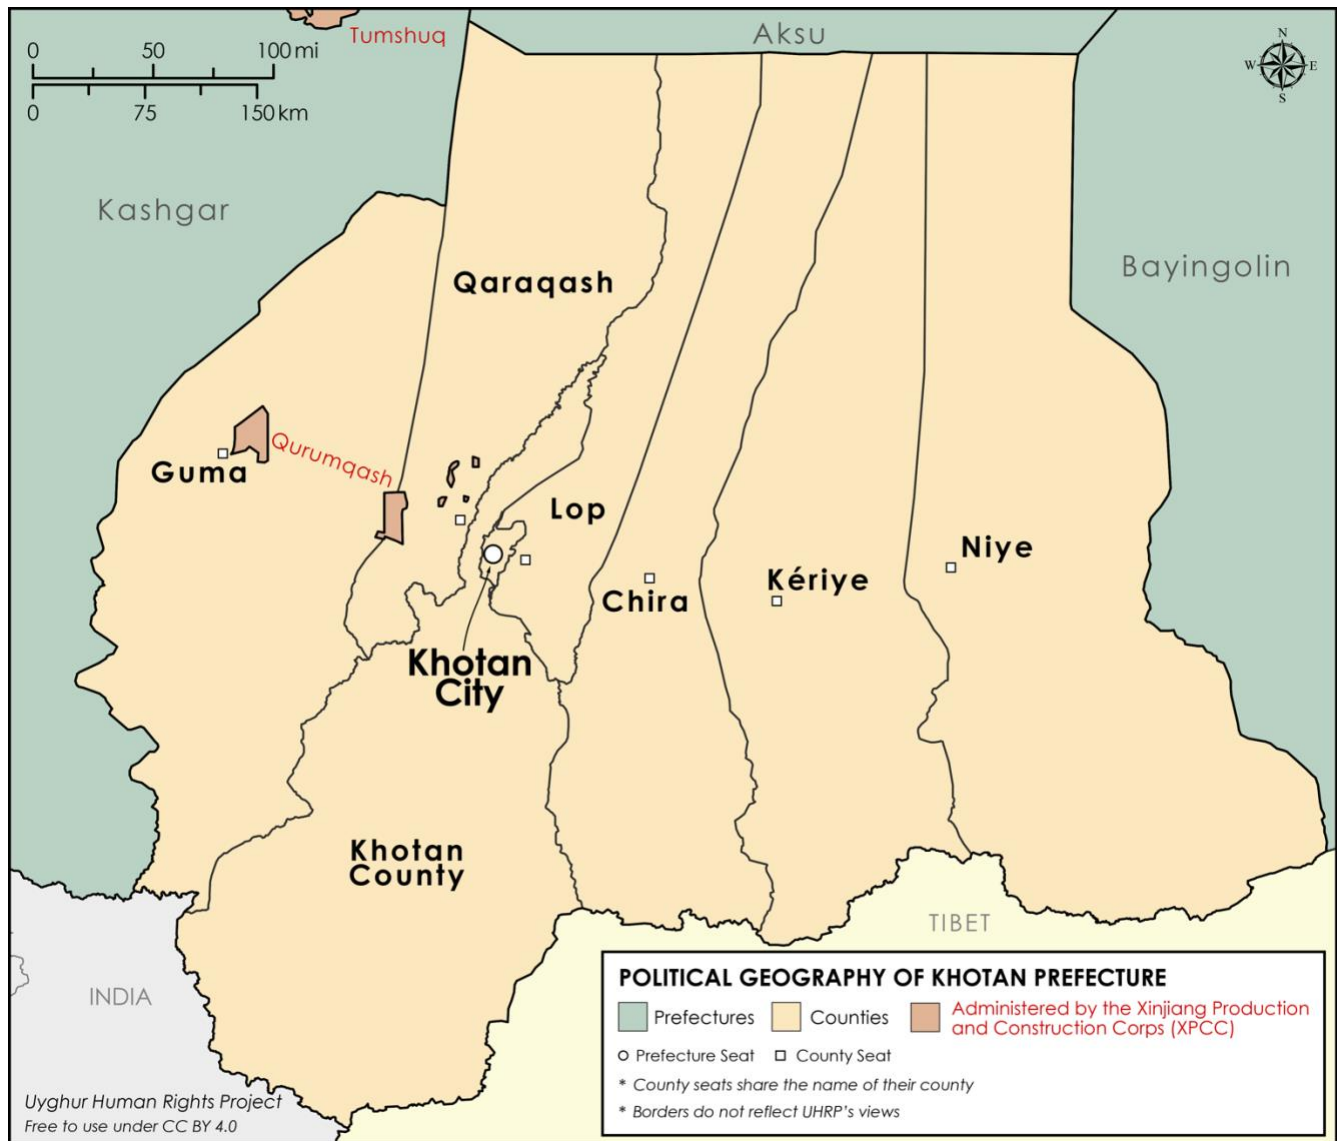 Tumshuq
Aksu
0 50 100 mi
0 75 150 km
N
W E
S
Kashgar
Qaraqash
Bayingolin
Qurumqash
Guma
Lop
Niye
Kériye
Chira
Khotan
City
Khotan
County
TIBET
INDIA
POLITICAL GEOGRAPHY OF KHOTAN PREFECTURE
Prefectures Counties Administered by the Xinjiang Production
and Construction Corps (XPCC)
Prefecture Seat County Seat
* County seats share the name of their county
* Borders do not reflect UHRP's views
Uyghur Human Rights Project
Free to use under CC BY 4.0